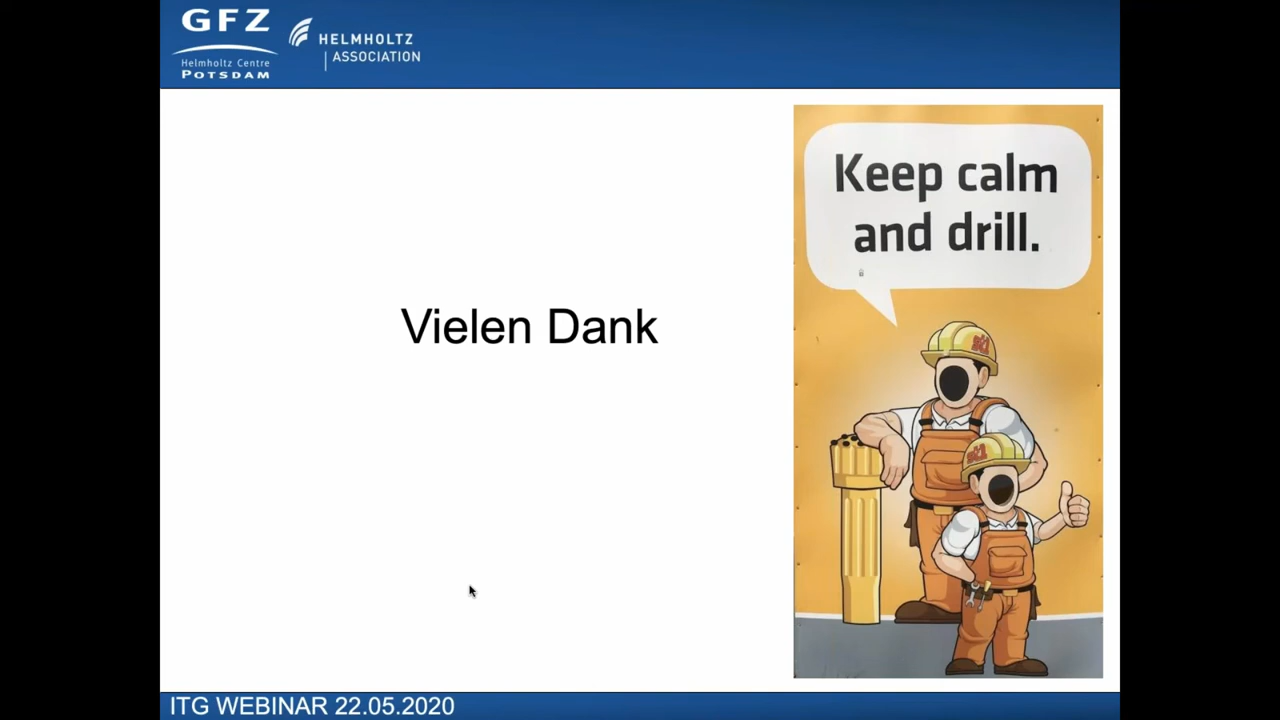 GFZ
Helmholtz Centre
POTSDAM
HELMHOLTZ
ASSOCIATION
Keep calm
and drill.
Vielen Dank
ITG WEBINAR 22.05.2020